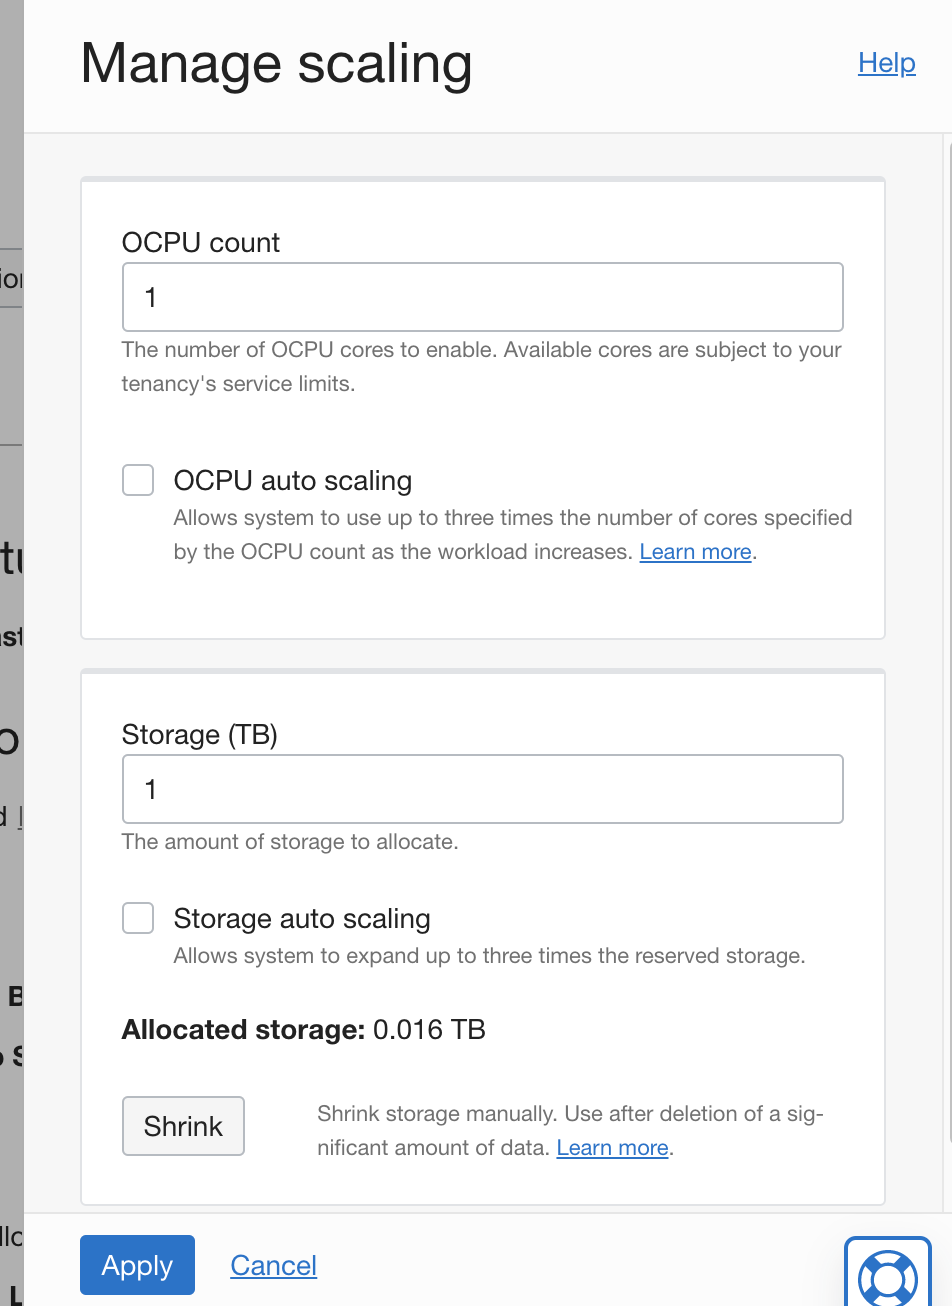 Manage scaling
Help
OCPU count
1
The number of OCPU cores to enable. Available cores are subject to your
tenancy's service limits.
OCPU auto scaling
Allows system to use up to three times the number of cores specified
by the OCPU count as the workload increases. Learn more.
Storage (TB)
1
The amount of storage to allocate.
Storage auto scaling
Allows system to expand up to three times the reserved storage.
Allocated storage: 0.016 TB
Shrink
Shrink storage manually. Use after deletion of a sig-
nificant amount of data. Learn more.
Apply
Cancel